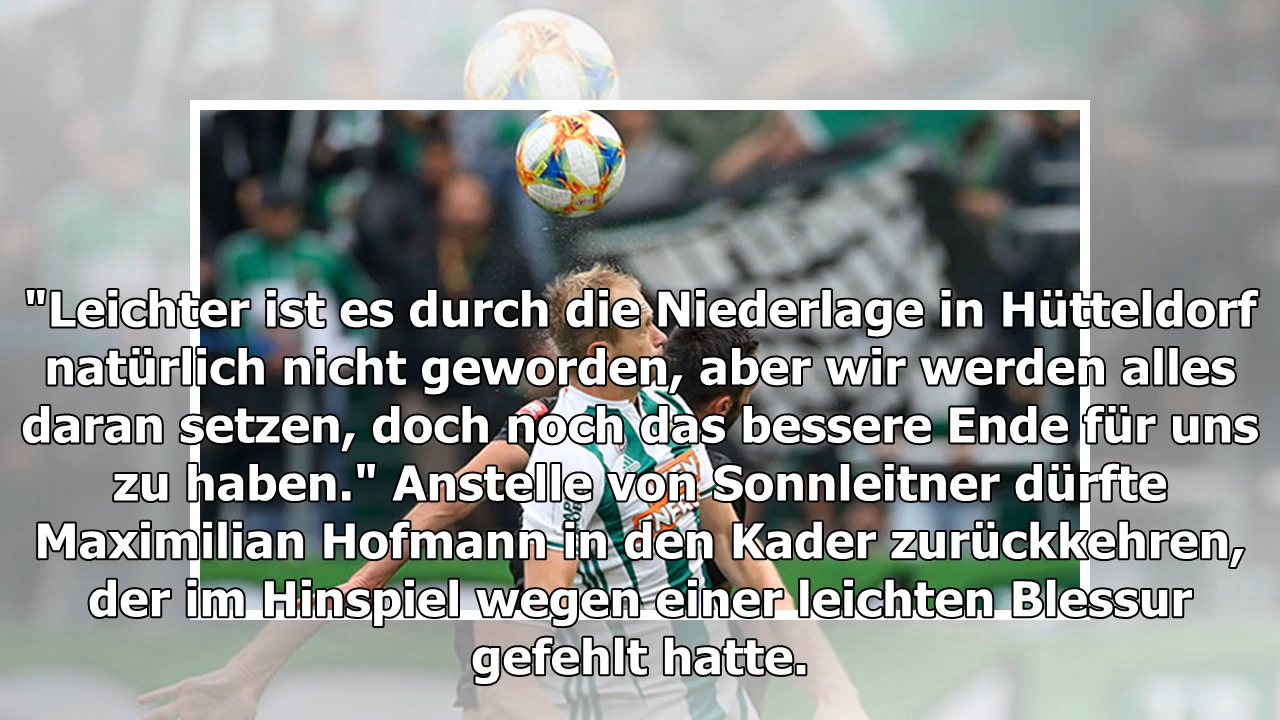 "Leichter ist es durch die Niederlage in Hütteldorf
natürlich nicht geworden, aber wir werden alles
daran setzen, doch noch das bessere Ende für uns
zu haben." Anstelle von Sonnleitner dürfte
Maximilian Hofmann in den Kader zurückkehren,
der im Hinspiel wegen einer leichten Blessur
gefehlt hatte.